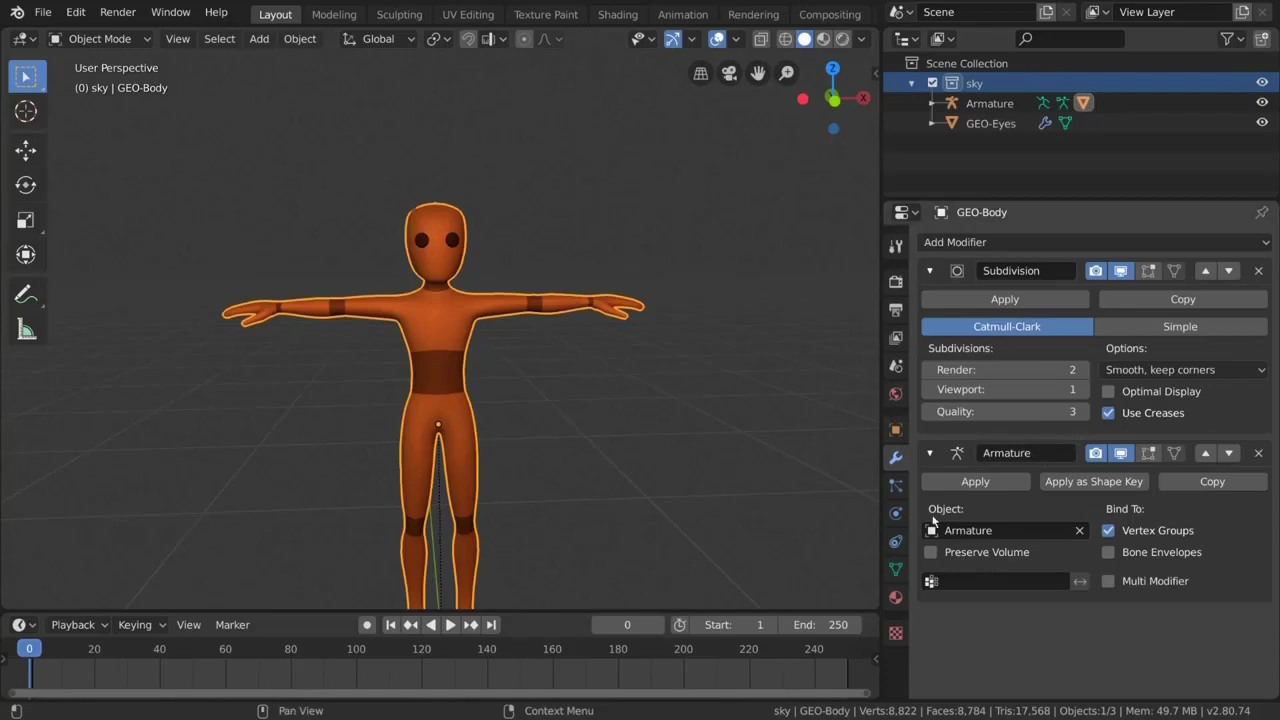 File Edit Render Window Help Layout Modeling Sculpting UV Editing Texture Paint Shading Animation Rendering Compositing Scene View Layer
Object Mode View Select Add Object Global
User Perspective
(0) sky | GEO-Body
Z
X
Scene Collection
sky
Armature
GEO-Eyes
GEO-Body
Add Modifier
Subdivision
Apply Copy
Catmull-Clark Simple
Subdivisions: Options:
Render: 2 Smooth, keep corners
Viewport: 1 Optimal Display
Quality: 3 Use Creases
Armature
Apply Apply as Shape Key Copy
Object: Bind To:
Armature Vertex Groups
Preserve Volume Bone Envelopes
Multi Modifier
Playback Keying View Marker 0 Start: 1 End: 250
0 20 40 60 80 100 120 140 160 180 200 220 240
Pan View Context Menu sky | GEO-Body | Verts:8,822 | Faces:8,784 | Tris:17,568 | Objects:1/3 | Mem: 49.7 MB | v2.80.74